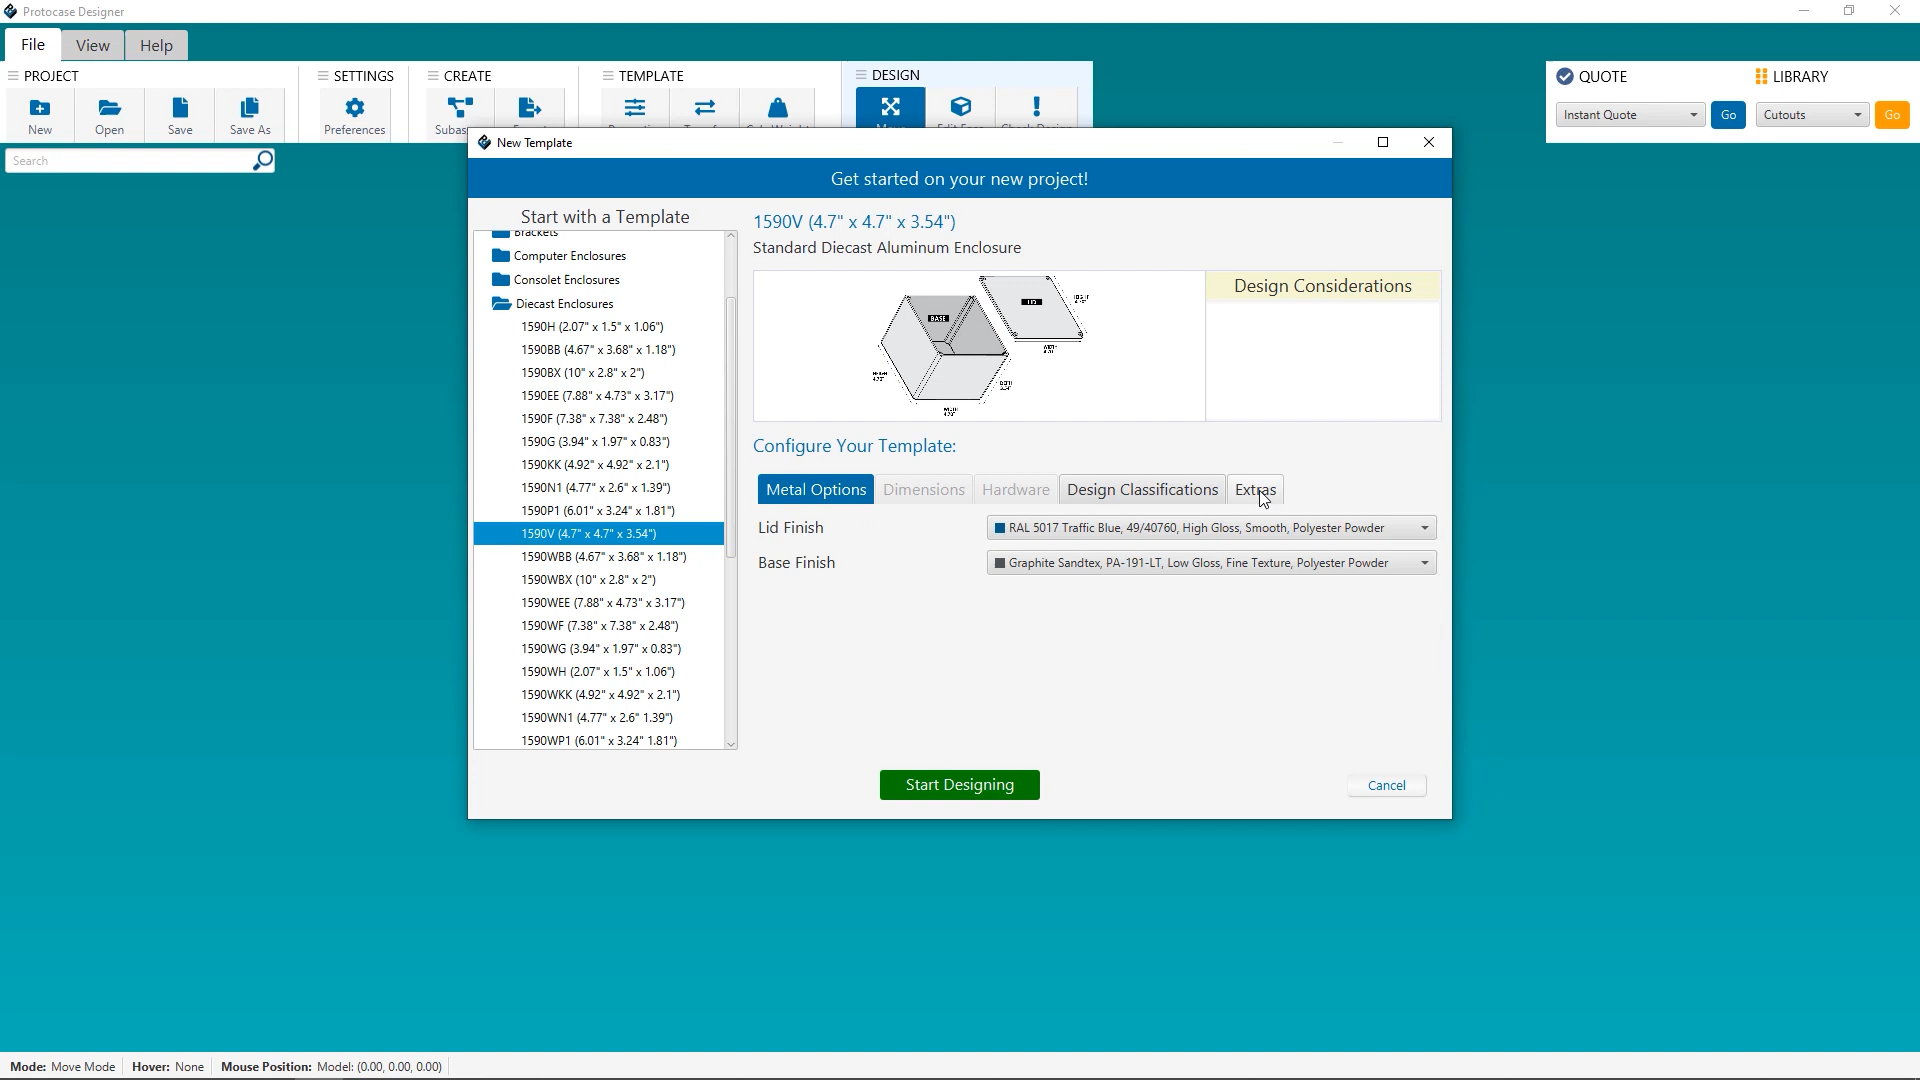 Protocase Designer
File View Help
PROJECT SETTINGS CREATE TEMPLATE DESIGN
New Open Save Save As Preferences
QUOTE LIBRARY
Instant Quote Go Cutouts Go
Search
New Template
Get started on your new project!
Start with a Template
Brackets
Computer Enclosures
Consolet Enclosures
Diecast Enclosures
1590H (2.07" x 1.5" x 1.06")
1590BB (4.67" x 3.68" x 1.18")
1590BX (10" x 2.8" x 2")
1590EE (7.88" x 4.73" x 3.17")
1590F (7.38" x 7.38" x 2.48")
1590G (3.94" x 1.97" x 0.83")
1590KK (4.92" x 4.92" x 2.1")
1590N1 (4.77" x 2.6" x 1.39")
1590P1 (6.01" x 3.24" x 1.81")
1590V (4.7" x 4.7" x 3.54")
1590WBB (4.67" x 3.68" x 1.18")
1590WBX (10" x 2.8" x 2")
1590WEE (7.88" x 4.73" x 3.17")
1590WF (7.38" x 7.38" x 2.48")
1590WG (3.94" x 1.97" x 0.83")
1590WH (2.07" x 1.5" x 1.06")
1590WKK (4.92" x 4.92" x 2.1")
1590WN1 (4.77" x 2.6" 1.39")
1590WP1 (6.01" x 3.24" 1.81")
1590V (4.7" x 4.7" x 3.54")
Standard Diecast Aluminum Enclosure
BASE
LID
WIDTH
Design Considerations
Configure Your Template:
Metal Options Dimensions Hardware Design Classifications Extras
Lid Finish RAL 5017 Traffic Blue, 49/40760, High Gloss, Smooth, Polyester Powder
Base Finish Graphite Sandtex, PA-191-LT, Low Gloss, Fine Texture, Polyester Powder
Start Designing
Cancel
Mode: Move Mode Hover: None Mouse Position: Model: (0.00, 0.00, 0.00)